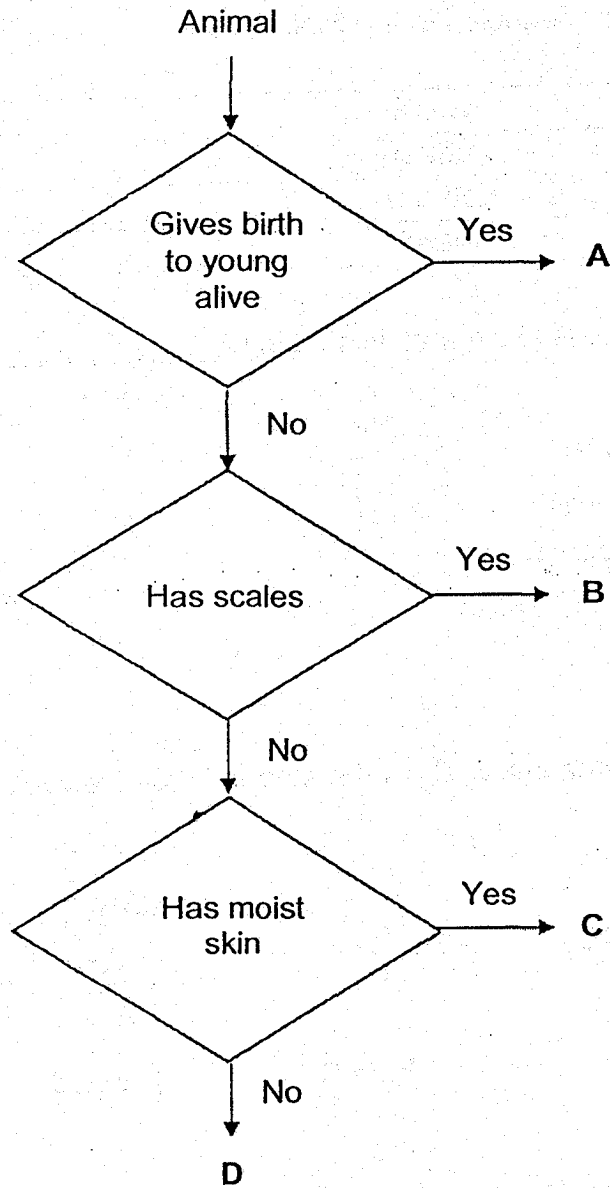 Animal
Gives birth
to young
alive
Yes
A
No
Has scales
Yes
B
No
Has moist
skin
Yes
C
No
D